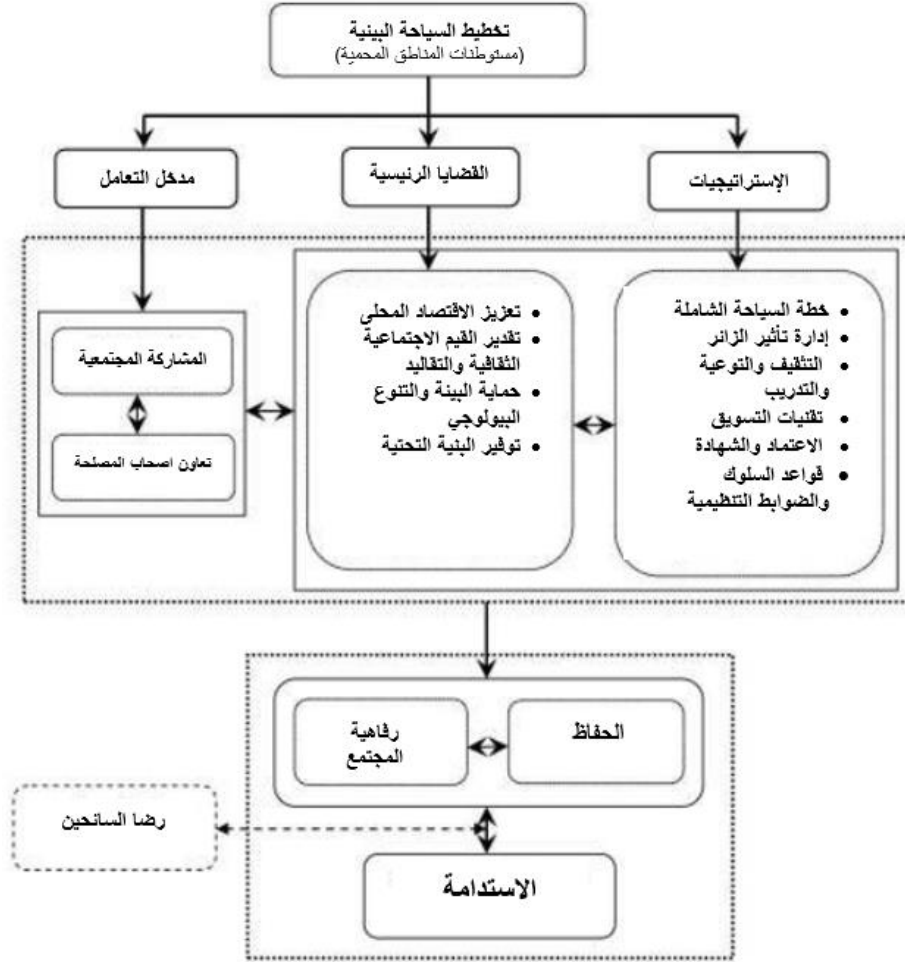 تخطيط السياحة البيئية
(مستوطنات المناطق المحمية)
الإستراتيجيات
القضايا الرئيسية
مدخل التعامل
• خطة السياحة الشاملة
• إدارة تأثير الزائر
• التثقيف والتوعية
والتدريب
• تقنيات التسويق
• الاعتماد والشهادة
• قواعد السلوك
والضوابط التنظيمية
• تعزيز الاقتصاد المحلى
• تقدير القيم الاجتماعية
الثقافية والتقاليد
• حماية البيئة والتنوع
البيولوجي
• توفير البنية التحتية
المشاركة المجتمعية
تعاون اصحاب المصلحة
الحفاظ
رفاهية
المجتمع
رضا السائحين
الاستدامة